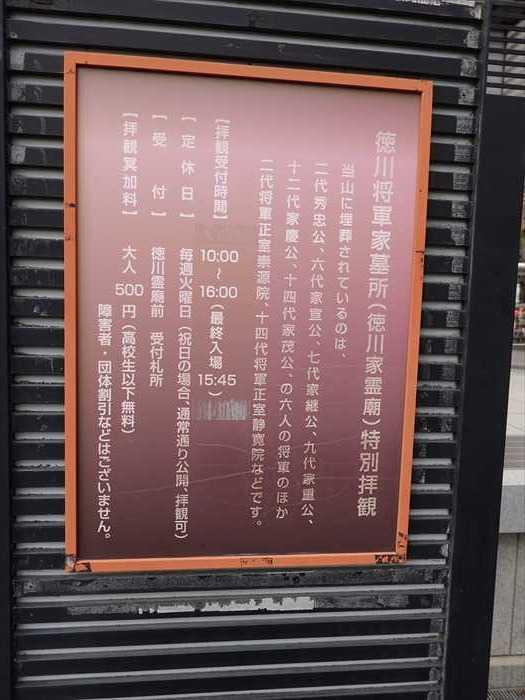 徳川将軍家墓所(徳川家霊廟)特別拝観
当山に埋葬されているのは、
二代秀忠公、六代家宣公、七代家継公、九代家重公、
十二代家慶公、十四代家茂公、の六人の将軍のほか
二代将軍正室崇源院、十四代将軍正室静寛院などです。
【拝観受付時間】 10:00~16:00(最終入場15:45)
【定休日】 毎週火曜日(祝日の場合、通常通り公開、拝観可)
【受付】 徳川霊廟前 受付札所
【拝観冥加料】 大人 500円(高校生以下無料)
障害者・団体割引などはございません。